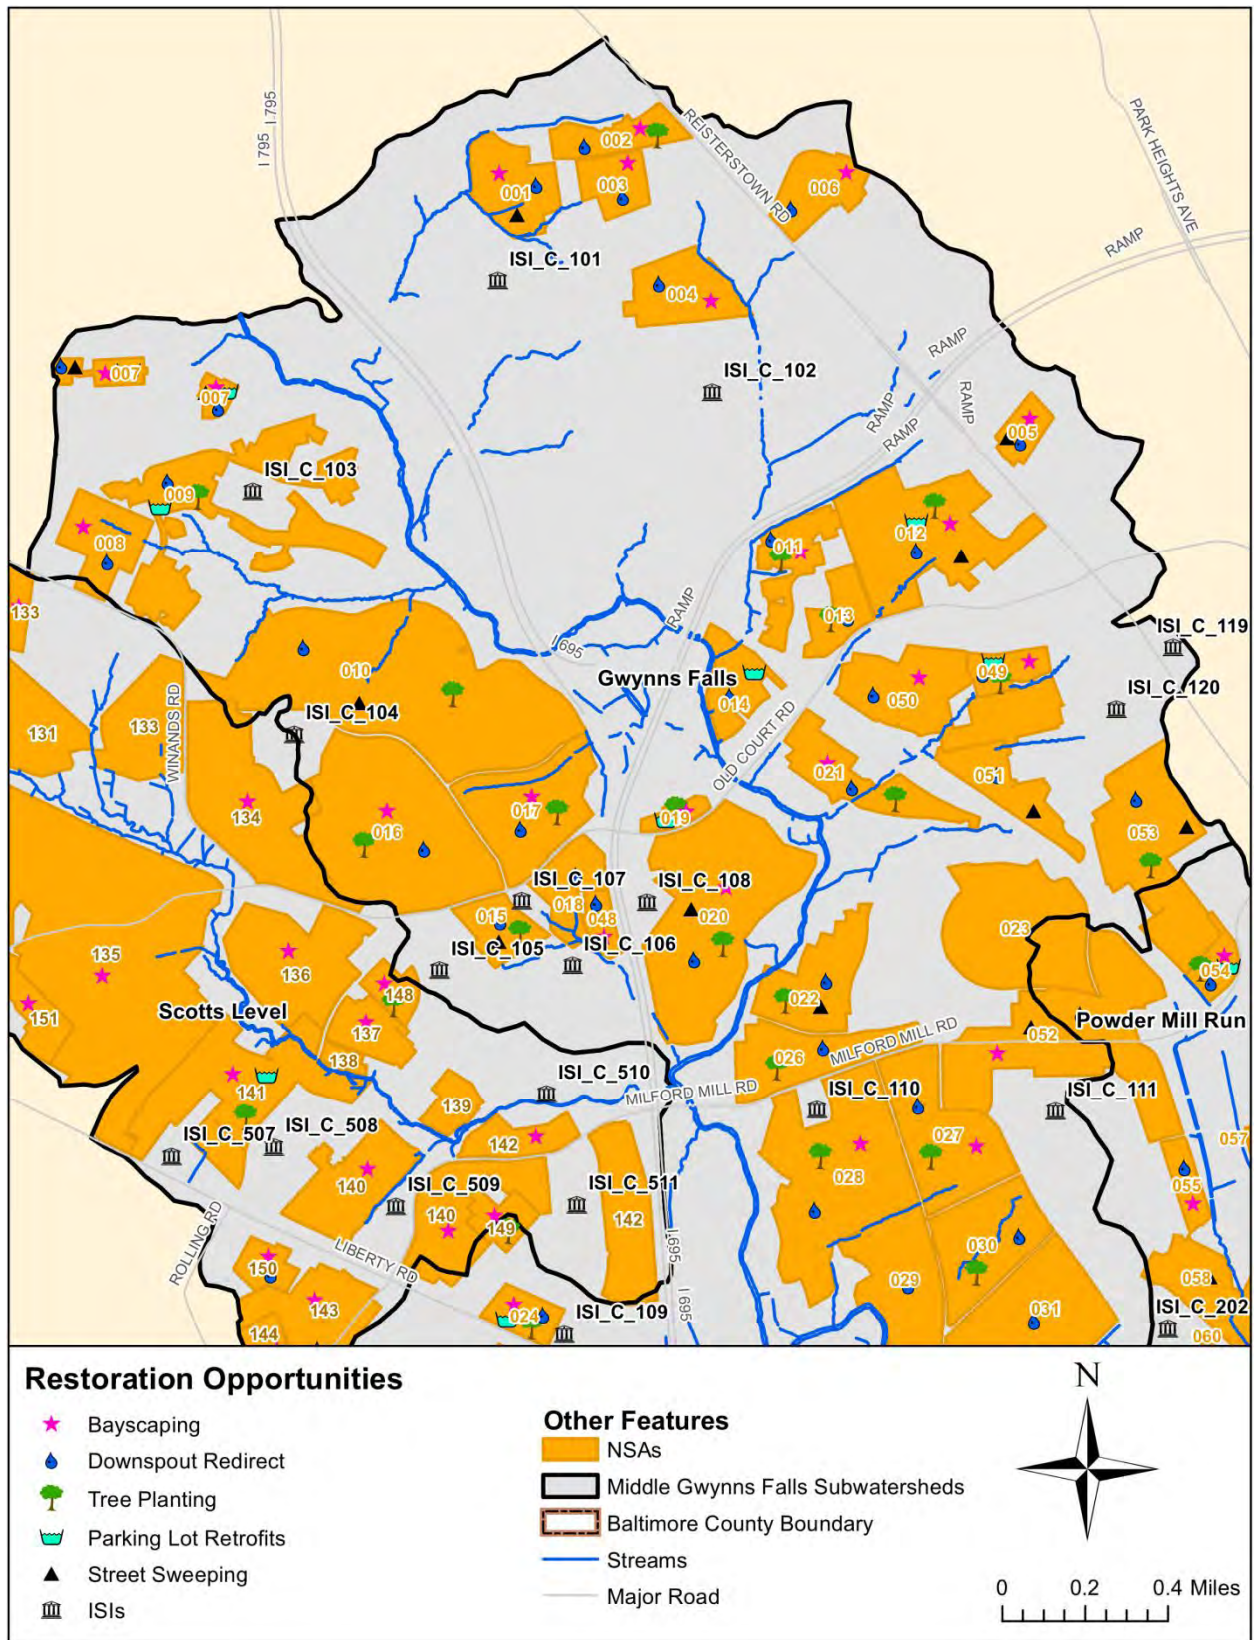 I 795
I 795
REISTERSTOWN RD
PARK HEIGHTS AVE
002
001
003
006
RAMP
ISI_C_101
004
RAMP
ISI_C_102
007
007
RAMP
RAMP
RAMP
005
ISI_C_103
009
008
011
012
133
RAMP
013
I 695
ISI_C_119
010
Gwynns Falls
049
014
050
ISI_C_120
WINANDS RD
ISI_C_104
131
133
OLD COURT RD
021
051
134
016
017
019
053
ISI_C_107
ISI_C_108
018
015
048
020
023
ISI_C_105
ISI_C_106
135
136
054
148
022
151
Scotts Level
137
Powder Mill Run
052
138
MILFORD MILL RD
026
141
ISI_C_510
MILFORD MILL RD
ISI_C_110
ISI_C_111
139
ISI_C_507
ISI_C_508
142
027
057
028
140
ISI_C_509
ISI_C_511
055
140
149
142
ROLLING RD
LIBERTY RD
I 695
030
150
029
058
143
024
ISI_C_109
I 695
031
ISI_C_202
144
060
Restoration Opportunities
Bayscaping
Downspout Redirect
Tree Planting
Parking Lot Retrofits
Street Sweeping
ISIs
Other Features
NSAs
Middle Gwynns Falls Subwatersheds
Baltimore County Boundary
Streams
Major Road
N
0 0.2 0.4 Miles